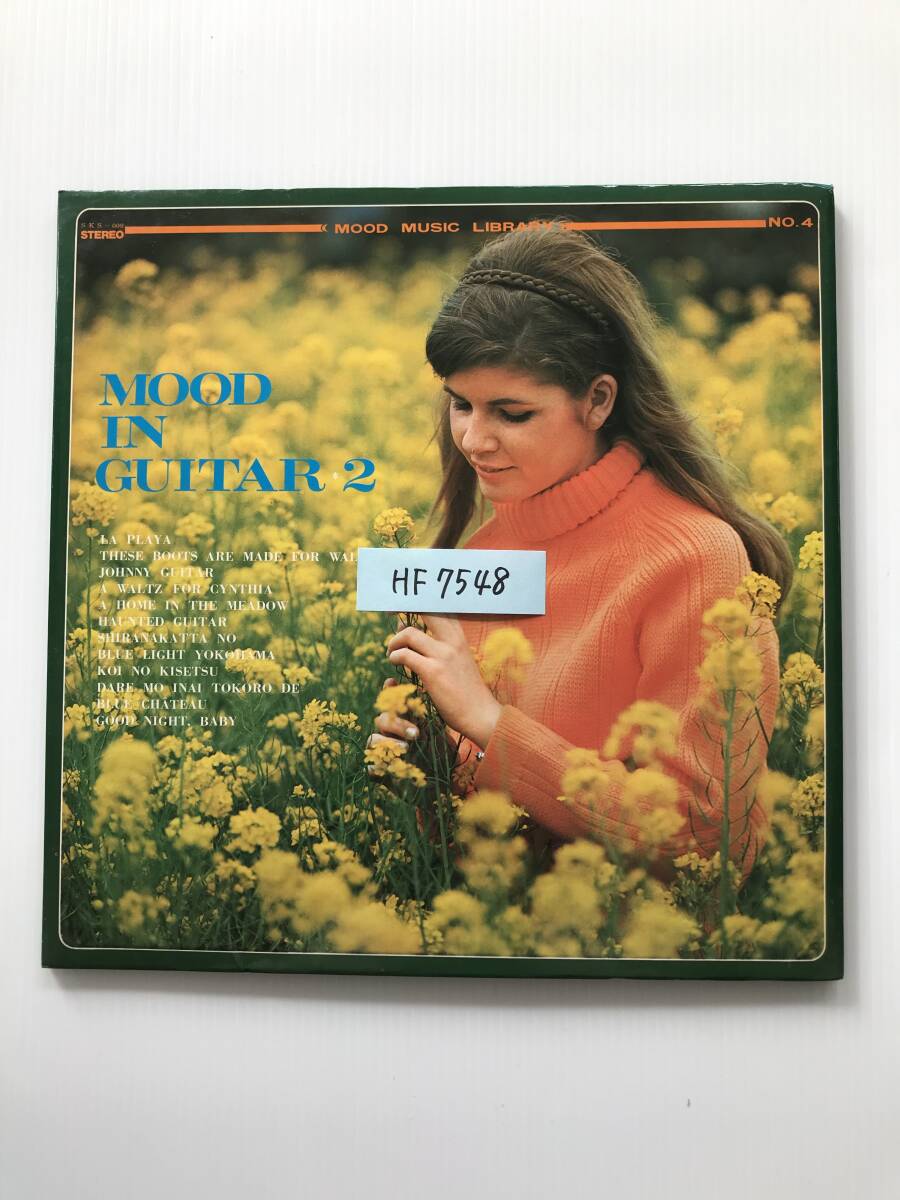 SKS-
STEREO
MOOD MUSIC LIBRARY
NO.4
MOOD
IN
GUITAR 2
LA PLAYA
THESE BOOTS ARE MADE FOR
JOHNNY GUITAR
A WALTZ FOR CYNTHIA
A HOME IN THE MEADOW
HAUNTED GUITAR
SHIRANAKATTA NO
BLUE LIGHT YOKOHAMA
KOI NO KISETSU
DARE MO INAI TOKORO DE
BLUE CHATEAU
GOOD NIGHT, BABY
HF 7548